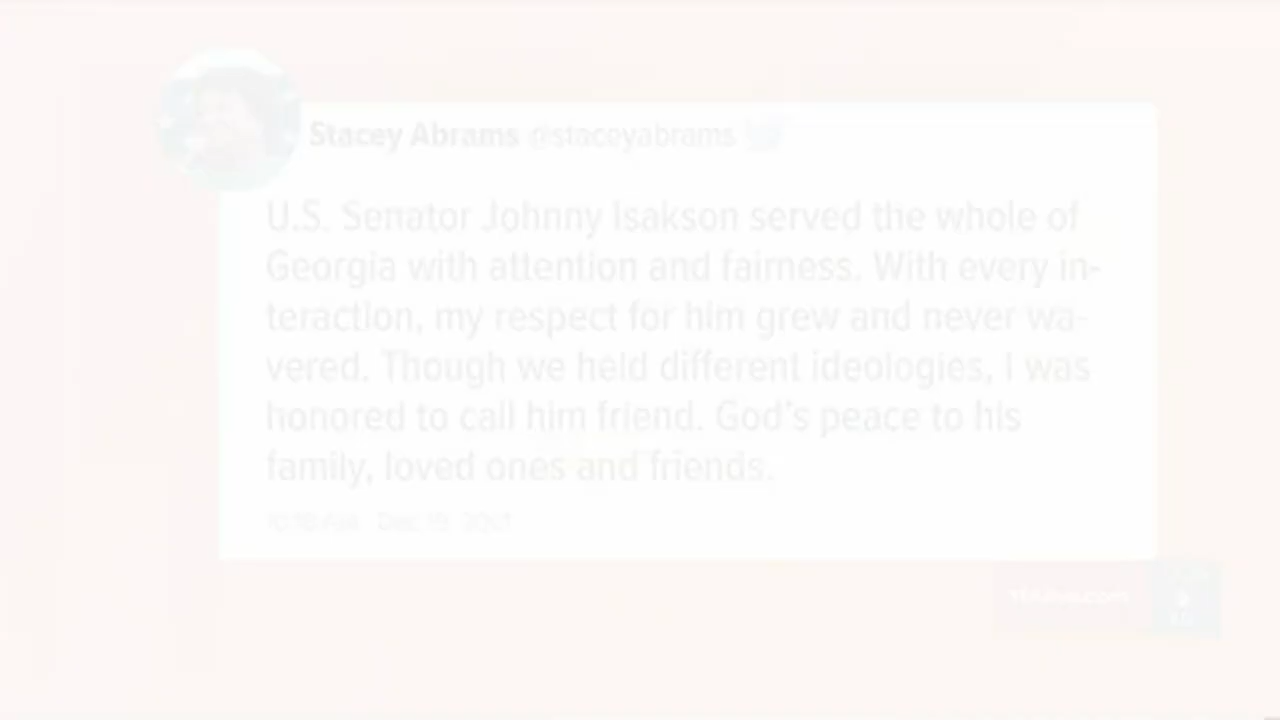 Stacey Abrams @staceyabrams
U.S. Senator Johnny Isakson served the whole of
Georgia with attention and fairness. With every in-
teraction, my respect for him grew and never wa-
vered. Though we held different ideologies, I was
honored to call him friend. God's peace to his
family, loved ones and friends.